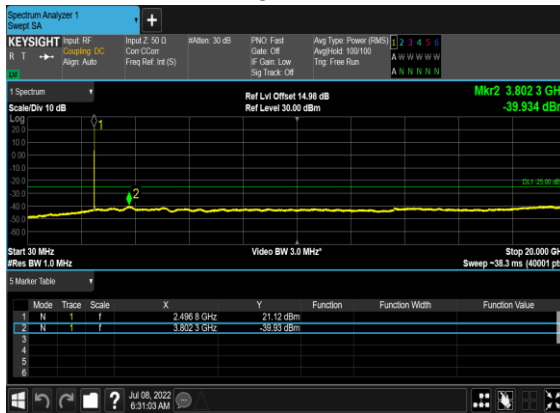 Spectrum Analyzer 1
Swept SA
+
KEYSIGHT Input: RF Input Z: 50 Ω #Atten: 30 dB PNO: Fast Avg Type: Power (RMS) 1 2 3 4 5 6
R T Coupling: DC Corr CCorr Gate: Off Avg|Hold: 100/100 A W W W W W
Align: Auto Freq Ref: Int (S) IF Gain: Low Trig: Free Run
Sig Track: Off A N N N N N
1 Spectrum Ref Lvl Offset 14.98 dB Mkr2 3.802 3 GH
Scale/Div 10 dB Ref Level 30.00 dBm -39.934 dBr
Log
20.0
10.0
0.00
-10.0
-20.0
-30.0
-40.0
-50.0
-60.0
1
2
DL1 -25.00 dB
Start 30 MHz Video BW 3.0 MHz* Stop 20.000 GH
#Res BW 1.0 MHz Sweep ~38.3 ms (40001 pts
5 Marker Table
Mode Trace Scale X Y Function Function Width Function Value
1 N 1 f 2.496 8 GHz 21.12 dBm
2 N 1 f 3.802 3 GHz -39.93 dBm
3
4
5
6
? Jul 08, 2022
6:31:03 AM